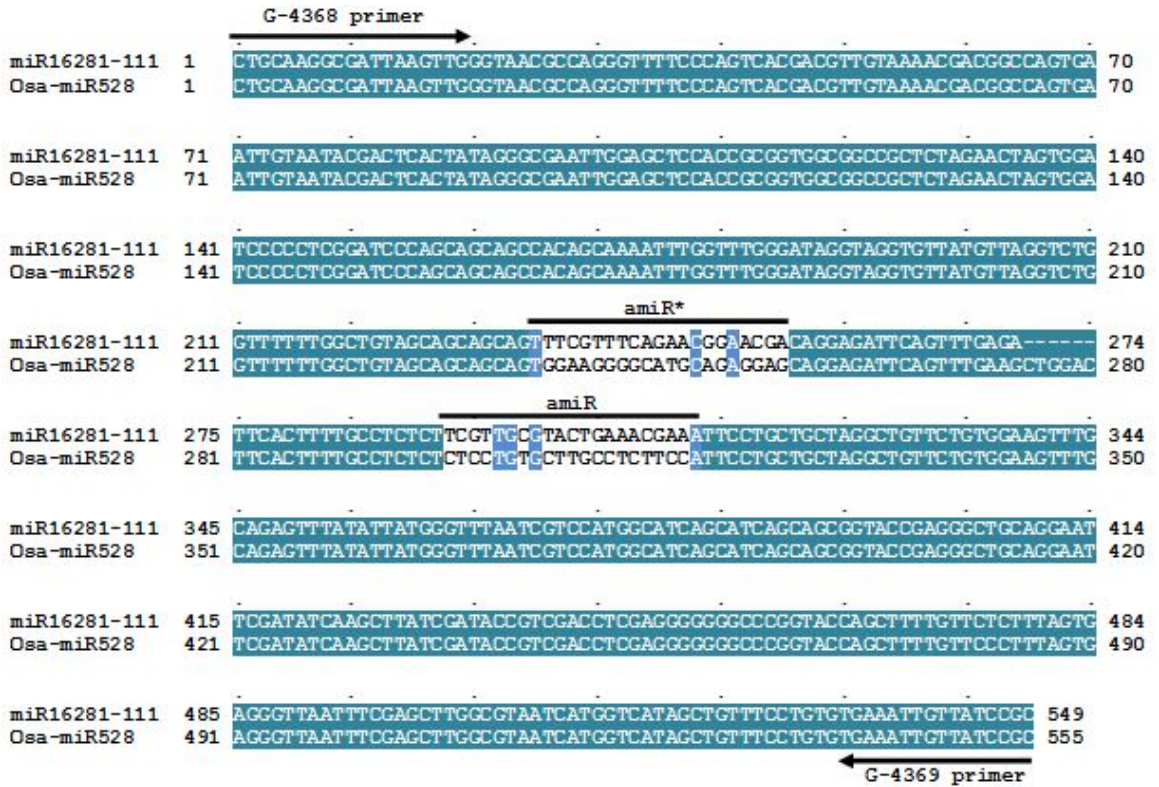 G-4368 primer
miR16281-111 1 CTGCAAGGCGATTAAGTTGGGTAACGCCAGGGTTTTCCCAGTCACGACGTTGTAAAACGACGGCCAGTGA 70
Osa-miR528 1 CTGCAAGGCGATTAAGTTGGGTAACGCCAGGGTTTTCCCAGTCACGACGTTGTAAAACGACGGCCAGTGA 70
miR16281-111 71 ATTGTAATACGACTCACTATAGGGCGAATTGGAGCTCCACCGCGGTGGCGGCCGCTCTAGAACTAGTGGA 140
Osa-miR528 71 ATTGTAATACGACTCACTATAGGGCGAATTGGAGCTCCACCGCGGTGGCGGCCGCTCTAGAACTAGTGGA 140
miR16281-111 141 TCCCCCTCGGATCCCAGCAGCAGCCACAGCAAAATTTGGTTTGGGATAGGTAGGTGTTATGTTAGGTCTG 210
Osa-miR528 141 TCCCCCTCGGATCCCAGCAGCAGCCACAGCAAAATTTGGTTTGGGATAGGTAGGTGTTATGTTAGGTCTG 210
amiR*
miR16281-111 211 GTTTTTTGGCTGTAGCAGCAGCAGTTTCGTTTCAGAACGGAACGACAGGAGATTCAGTTTGAGA------ 274
Osa-miR528 211 GTTTTTTGGCTGTAGCAGCAGCAGTGGAAGGGGCATGCAGAGGAGCAGGAGATTCAGTTTGAAGCTGGAC 280
amiR
miR16281-111 275 TTCACTTTTGCCTCTCTTCGTTGCGTACTGAAACGAAATTCCTGCTGCTAGGCTGTTCTGTGGAAGTTTG 344
Osa-miR528 281 TTCACTTTTGCCTCTCTCTCCTGTGCTTGCCTCTTCCATTCCTGCTGCTAGGCTGTTCTGTGGAAGTTTG 350
miR16281-111 345 CAGAGTTTATATTATGGGTTTAATCGTCCATGGCATCAGCATCAGCAGCGGTACCGAGGGCTGCAGGAAT 414
Osa-miR528 351 CAGAGTTTATATTATGGGTTTAATCGTCCATGGCATCAGCATCAGCAGCGGTACCGAGGGCTGCAGGAAT 420
miR16281-111 415 TCGATATCAAGCTTATCGATACCGTCGACCTCGAGGGGGGGCCCGGTACCAGCTTTTGTTCTCTTTAGTG 484
Osa-miR528 421 TCGATATCAAGCTTATCGATACCGTCGACCTCGAGGGGGGGCCCGGTACCAGCTTTTGTTCCCTTTAGTG 490
miR16281-111 485 AGGGTTAATTTCGAGCTTGGCGTAATCATGGTCATAGCTGTTTCCTGTGTGAAATTGTTATCCGC 549
Osa-miR528 491 AGGGTTAATTTCGAGCTTGGCGTAATCATGGTCATAGCTGTTTCCTGTGTGAAATTGTTATCCGC 555
G-4369 primer